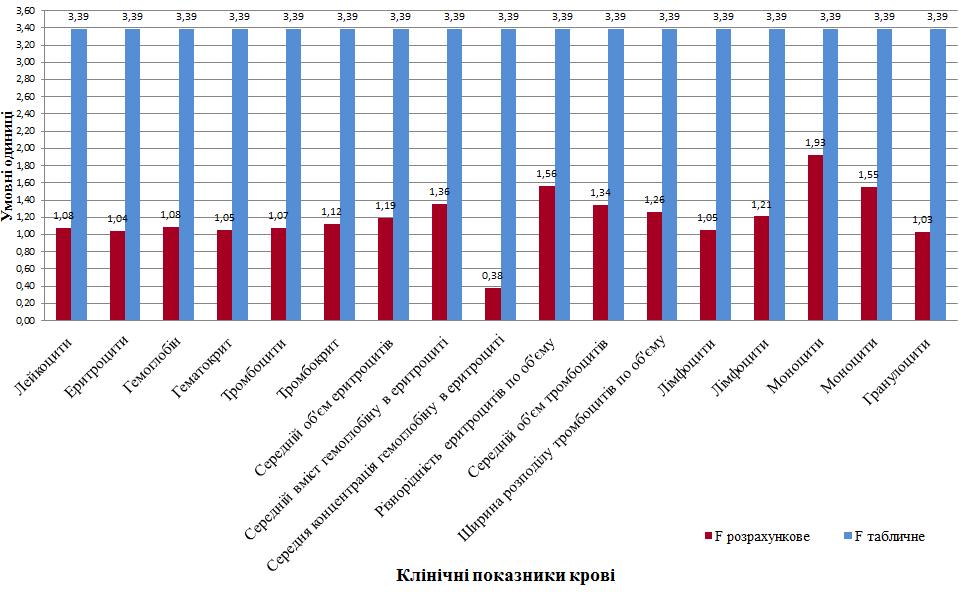 3,60
3,40
3,20
3,00
2,80
2,60
2,40
2,20
2,00
1,80
1,60
1,40
1,20
1,00
0,80
0,60
0,40
0,20
0,00
Умовні одиниці
3,39 3,39 3,39 3,39 3,39 3,39 3,39 3,39 3,39 3,39 3,39 3,39 3,39 3,39 3,39 3,39 3,39
1,08 1,04 1,08 1,05 1,07 1,12 1,19 1,36 0,38 1,56 1,34 1,26 1,05 1,21 1,93 1,55 1,03
Лейкоцити
Еритроцити
Гемоглобін
Гематокрит
Тромбоцити
Тромбокрит
Середній об'єм еритроцитів
Середній вміст гемоглобіну в еритроциті
Середня концентрація гемоглобіну в еритроциті
Різнорідність еритроцитів по об'єму
Середній об'єм тромбоцитів
Ширина розподілу тромбоцитів по об'єму
Лімфоцити
Лімфоцити
Моноцити
Моноцити
Гранулоцити
F розрахункове
F табличне
Клінічні показники крові